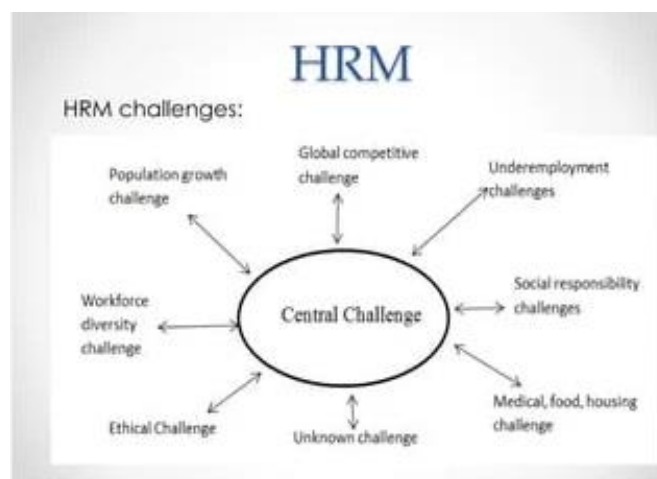 HRM
HRM challenges:
Global competitive
challenge
Underemployment
challenges
Population growth
challenge
Social responsibility
challenges
Workforce
diversity
challenge
Central Challenge
Medical, food, housing
challenge
Ethical Challenge
Unknown challenge